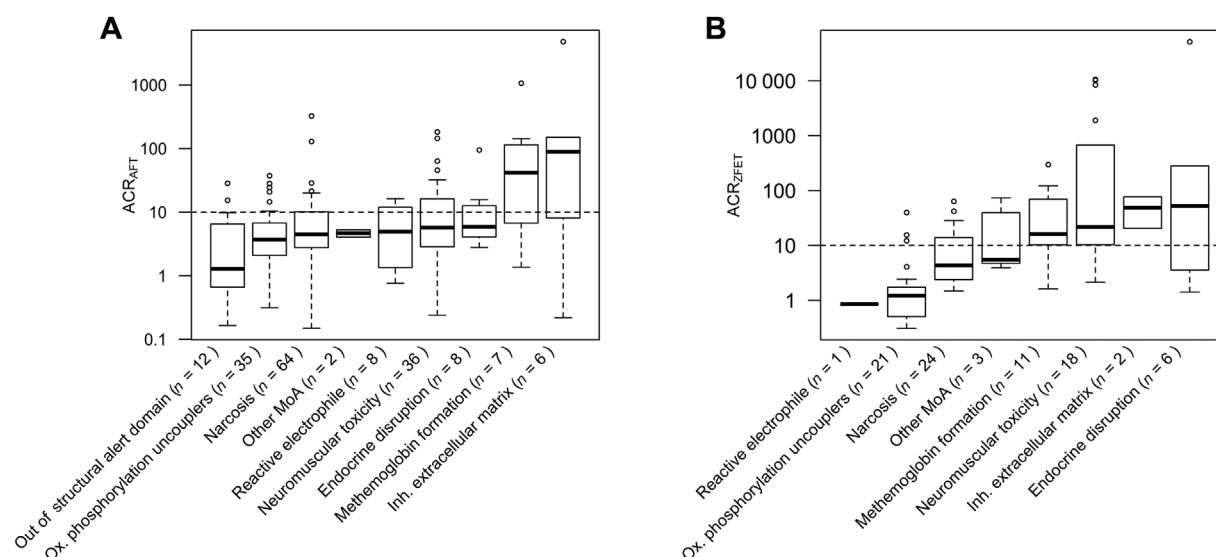 A
B
ACRAFT
1000
100
10
1
0.1
Out of structural alert domain (n = 12 )
Ox. phosphorylation uncouplers (n = 35 )
Narcosis (n = 64 )
Other MoA (n = 2 )
Reactive electrophile (n = 8 )
Neuromuscular toxicity (n = 36 )
Endocrine disruption (n = 8 )
Methemoglobin formation (n = 7 )
Inh. extracellular matrix (n = 6 )
ACRZFET
10 000
1000
100
10
1
Reactive electrophile (n = 1 )
Ox. phosphorylation uncouplers (n = 21 )
Narcosis (n = 24 )
Other MoA (n = 3 )
Methemoglobin formation (n = 11 )
Neuromuscular toxicity (n = 18 )
Inh. extracellular matrix (n = 2 )
Endocrine disruption (n = 6 )